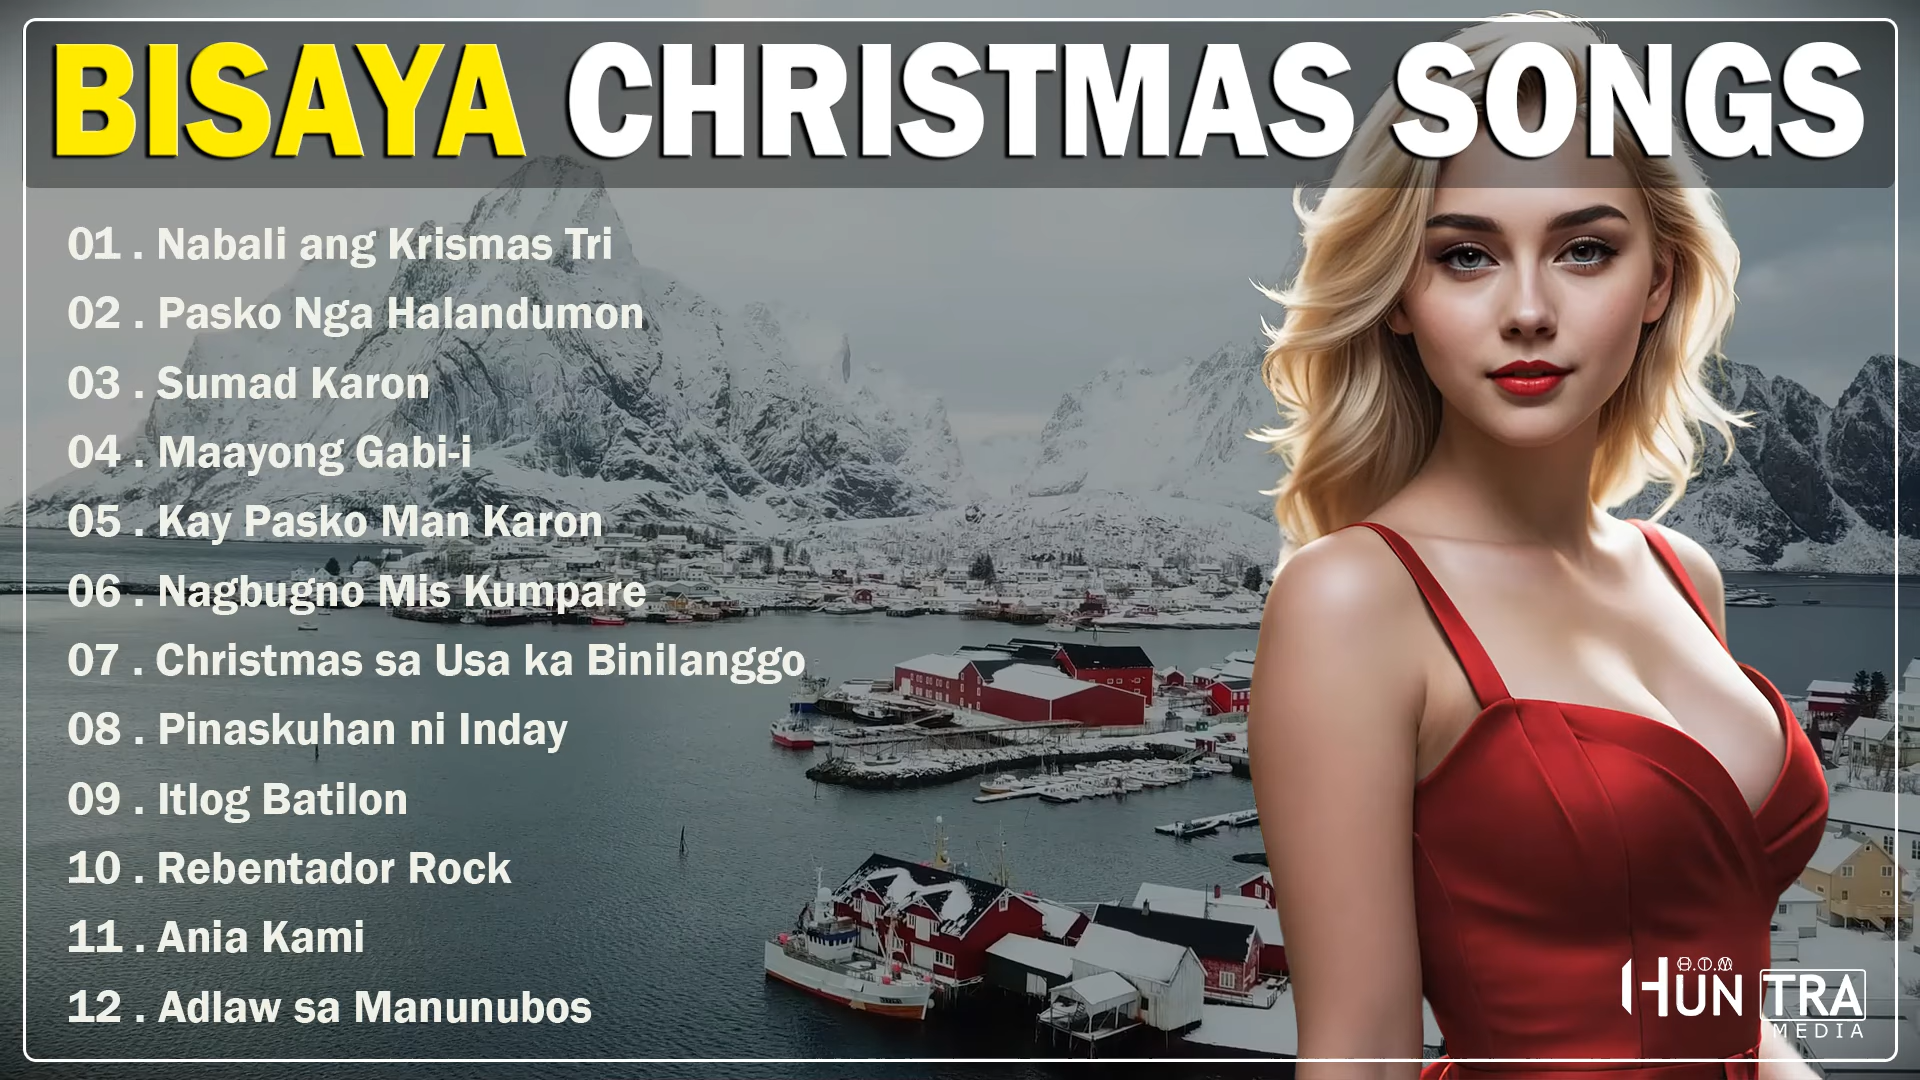 BISAYA CHRISTMAS SONGS
01 . Nabali ang Krismas Tri
02 . Pasko Nga Halandumon
03 . Sumad Karon
04 . Maayong Gabi-i
05 . Kay Pasko Man Karon
06 . Nagbugno Mis Kumpare
07 . Christmas sa Usa ka Binilanggo
08 . Pinaskuhan ni Inday
09 . Itlog Batilon
10 . Rebentador Rock
11 . Ania Kami
12 . Adlaw sa Manunubos
HUNTRA
MEDIA